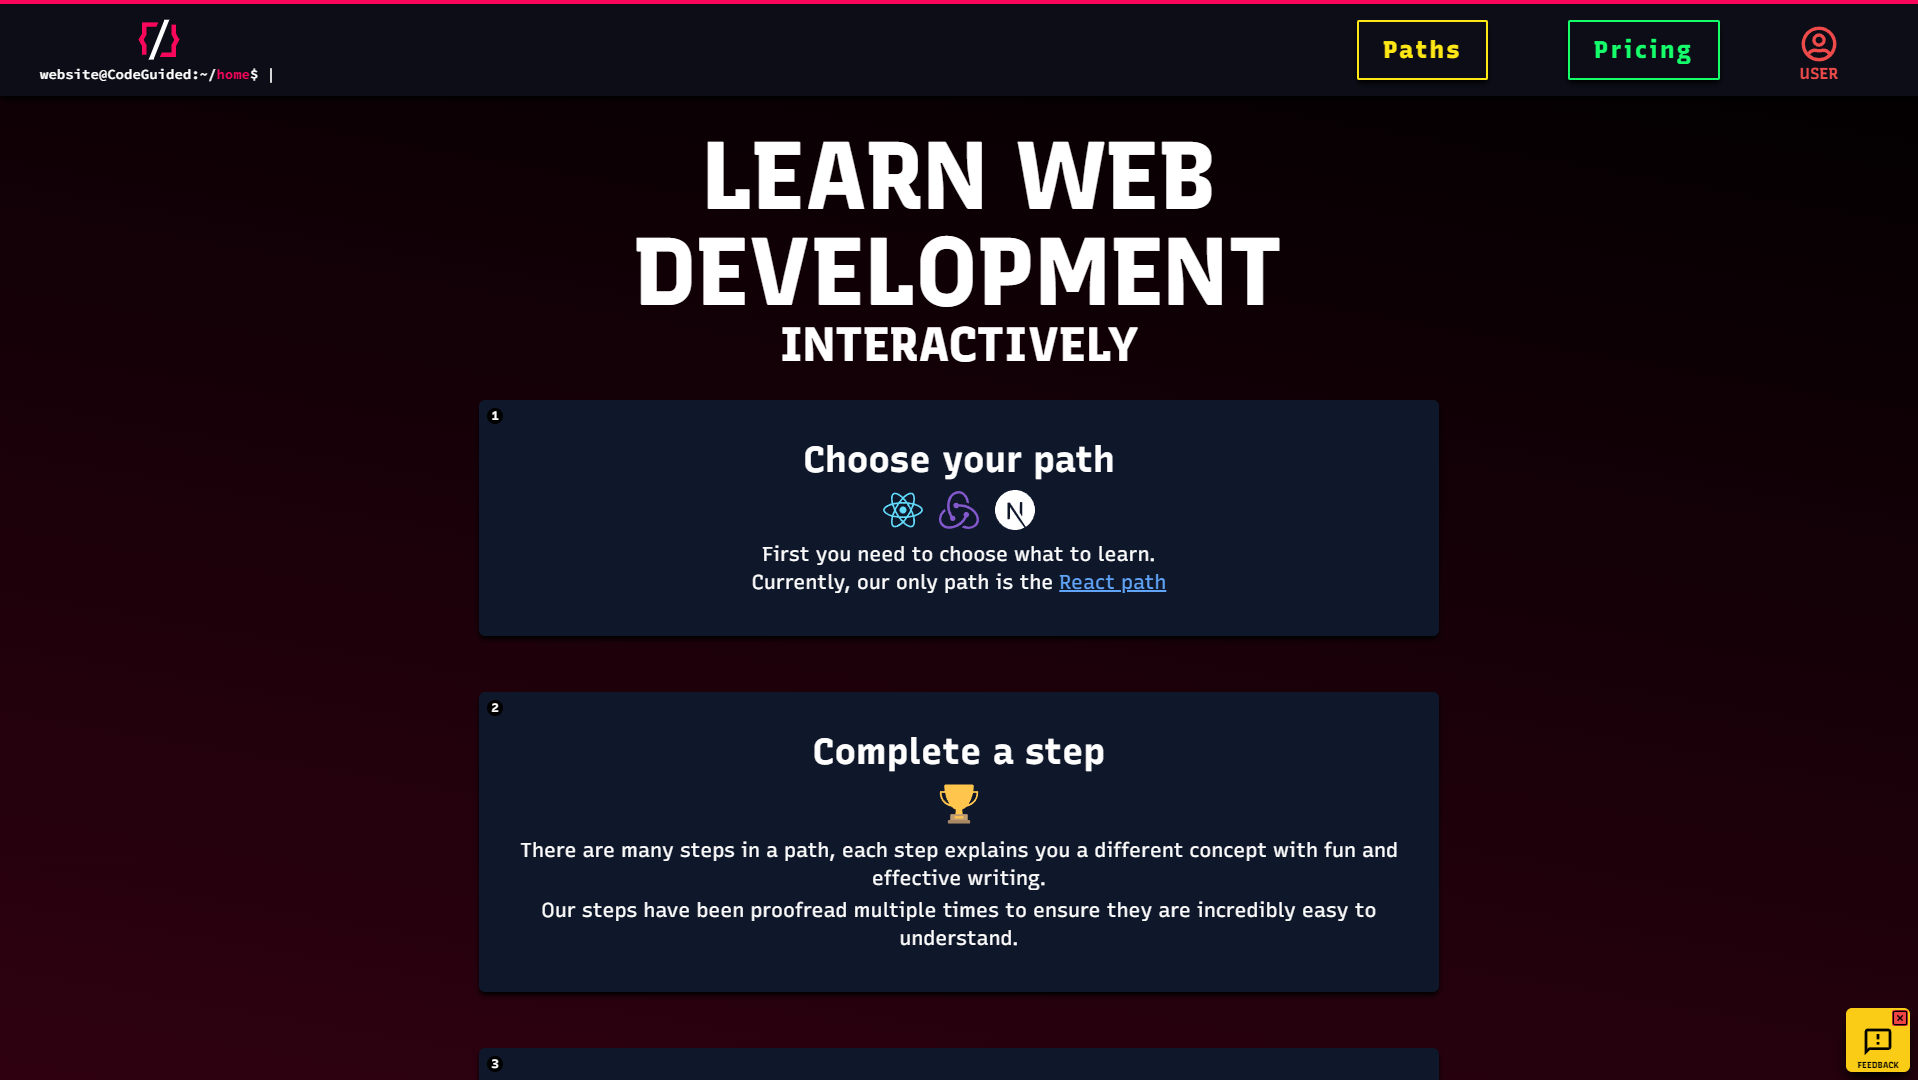 website@CodeGuided:~/home$ |
Paths
Pricing
USER
LEARN WEB
DEVELOPMENT
INTERACTIVELY
1
Choose your path
N
First you need to choose what to learn.
Currently, our only path is the React path
2
Complete a step
There are many steps in a path, each step explains you a different concept with fun and
effective writing.
Our steps have been proofread multiple times to ensure they are incredibly easy to
understand.
3
FEEDBACK